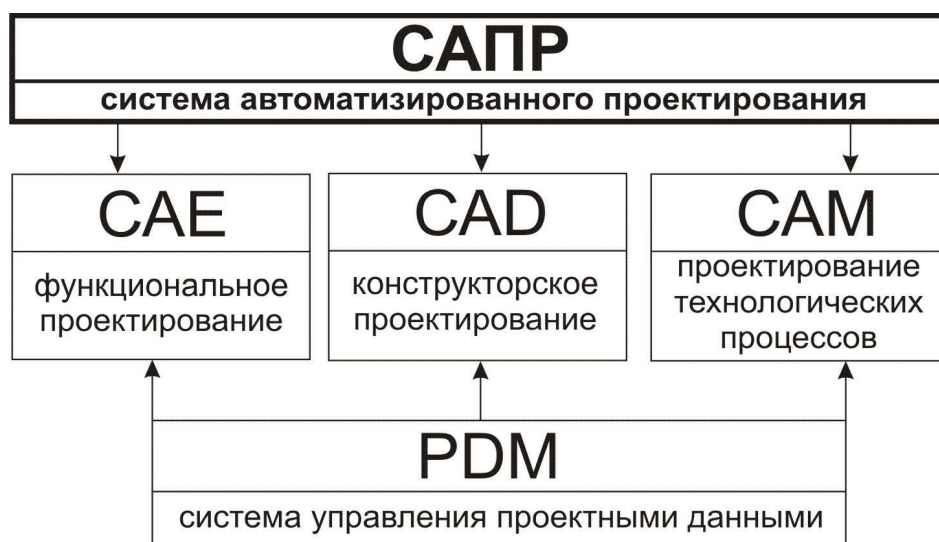 САПР
система автоматизированного проектирования
CAE
функциональное
проектирование
CAD
конструкторское
проектирование
CAM
проектирование
технологических
процессов
PDM
система управления проектными данными